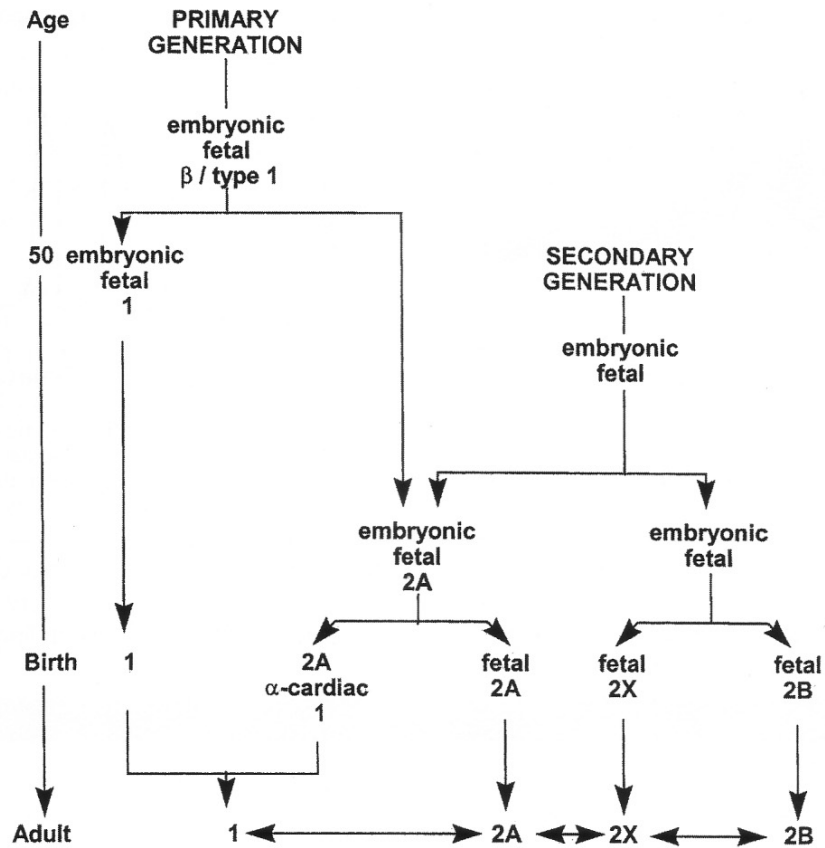 Age
PRIMARY
GENERATION
embryonic
fetal
β / type 1
50
embryonic
fetal
1
SECONDARY
GENERATION
embryonic
fetal
embryonic
fetal
2A
embryonic
fetal
Birth
1
2A
α-cardiac
1
fetal
2A
fetal
2X
fetal
2B
Adult
1
2A
2X
2B